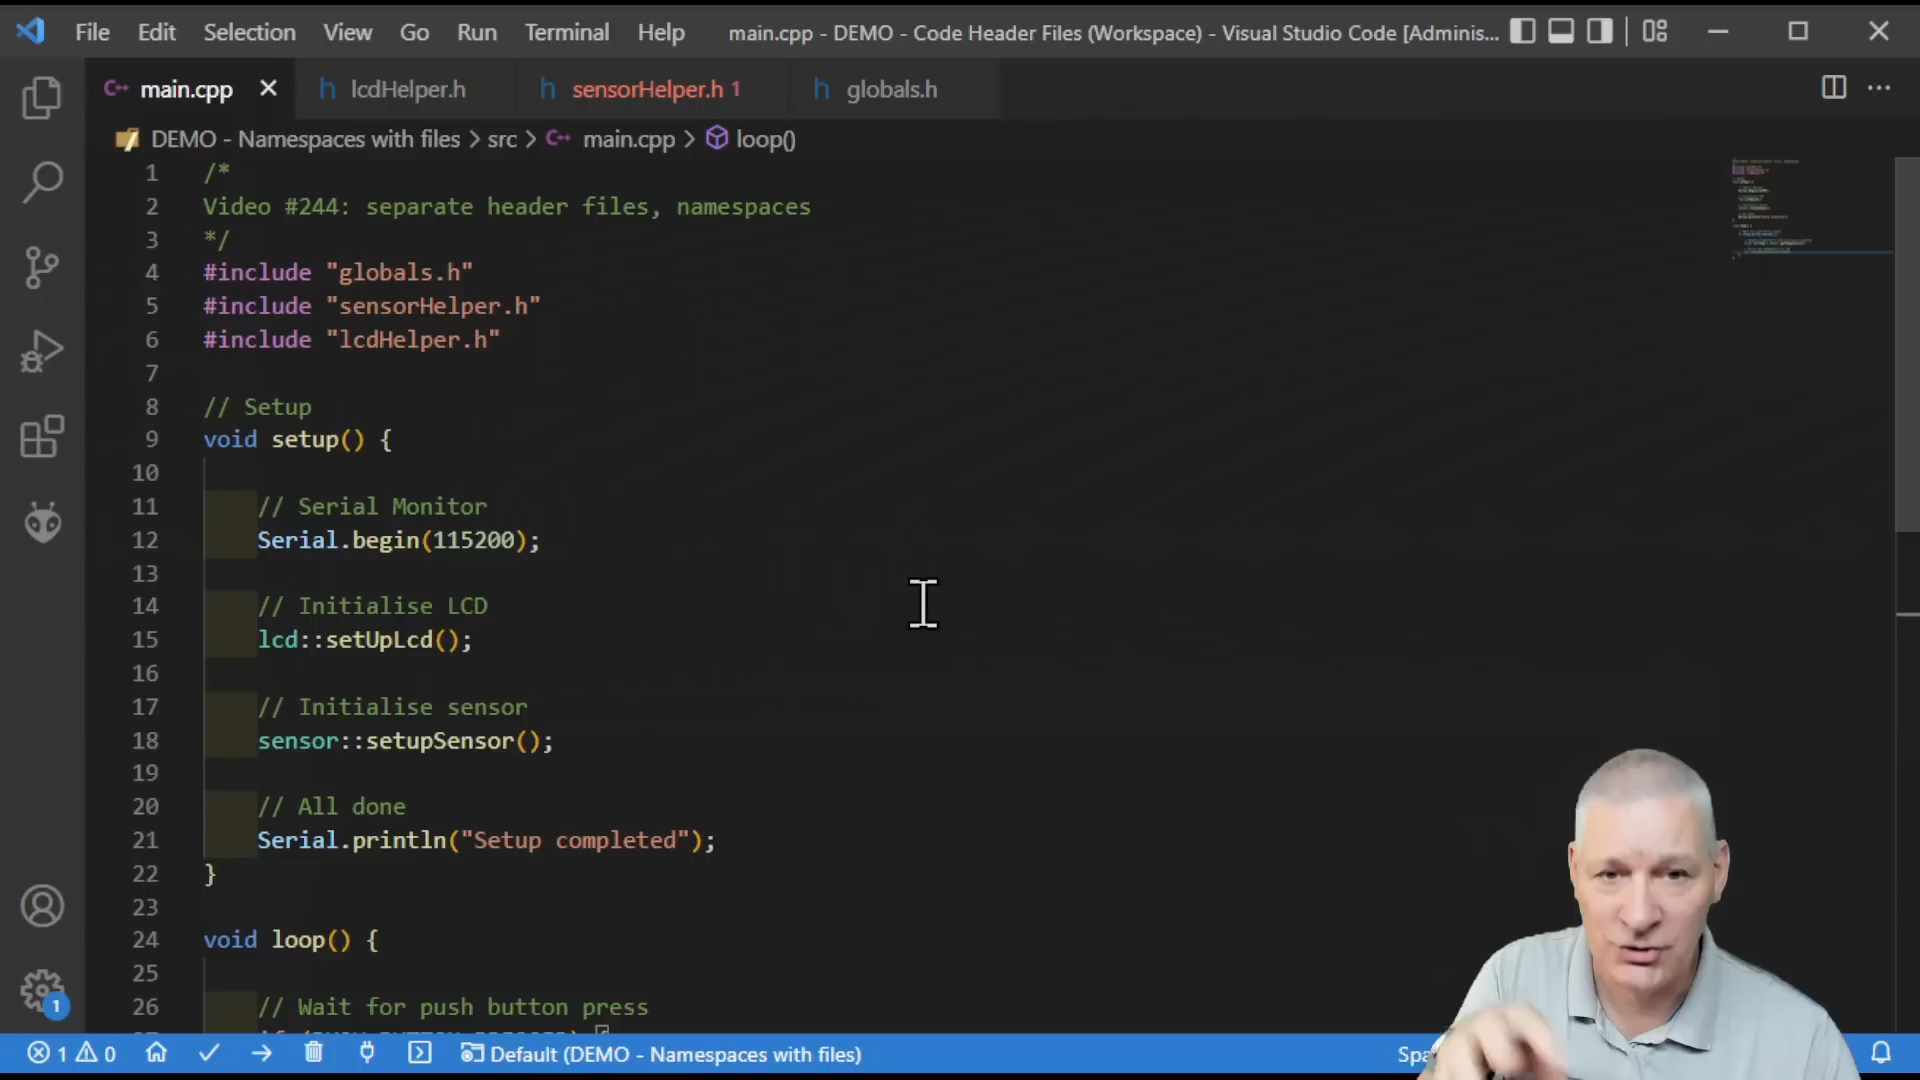 File Edit Selection View Go Run Terminal Help main.cpp - DEMO - Code Header Files (Workspace) - Visual Studio Code [Adminis...
main.cpp lcdHelper.h sensorHelper.h 1 globals.h
DEMO - Namespaces with files > src > main.cpp > loop()
1 /*
2 Video #244: separate header files, namespaces
3 */
4 #include "globals.h"
5 #include "sensorHelper.h"
6 #include "lcdHelper.h"
7
8 // Setup
9 void setup() {
10
11 // Serial Monitor
12 Serial.begin(115200);
13
14 // Initialise LCD
15 lcd::setUpLcd();
16
17 // Initialise sensor
18 sensor::setupSensor();
19
20 // All done
21 Serial.println("Setup completed");
22 }
23
24 void loop() {
25
26 // Wait for push button press
1
1 0 Default (DEMO - Namespaces with files)